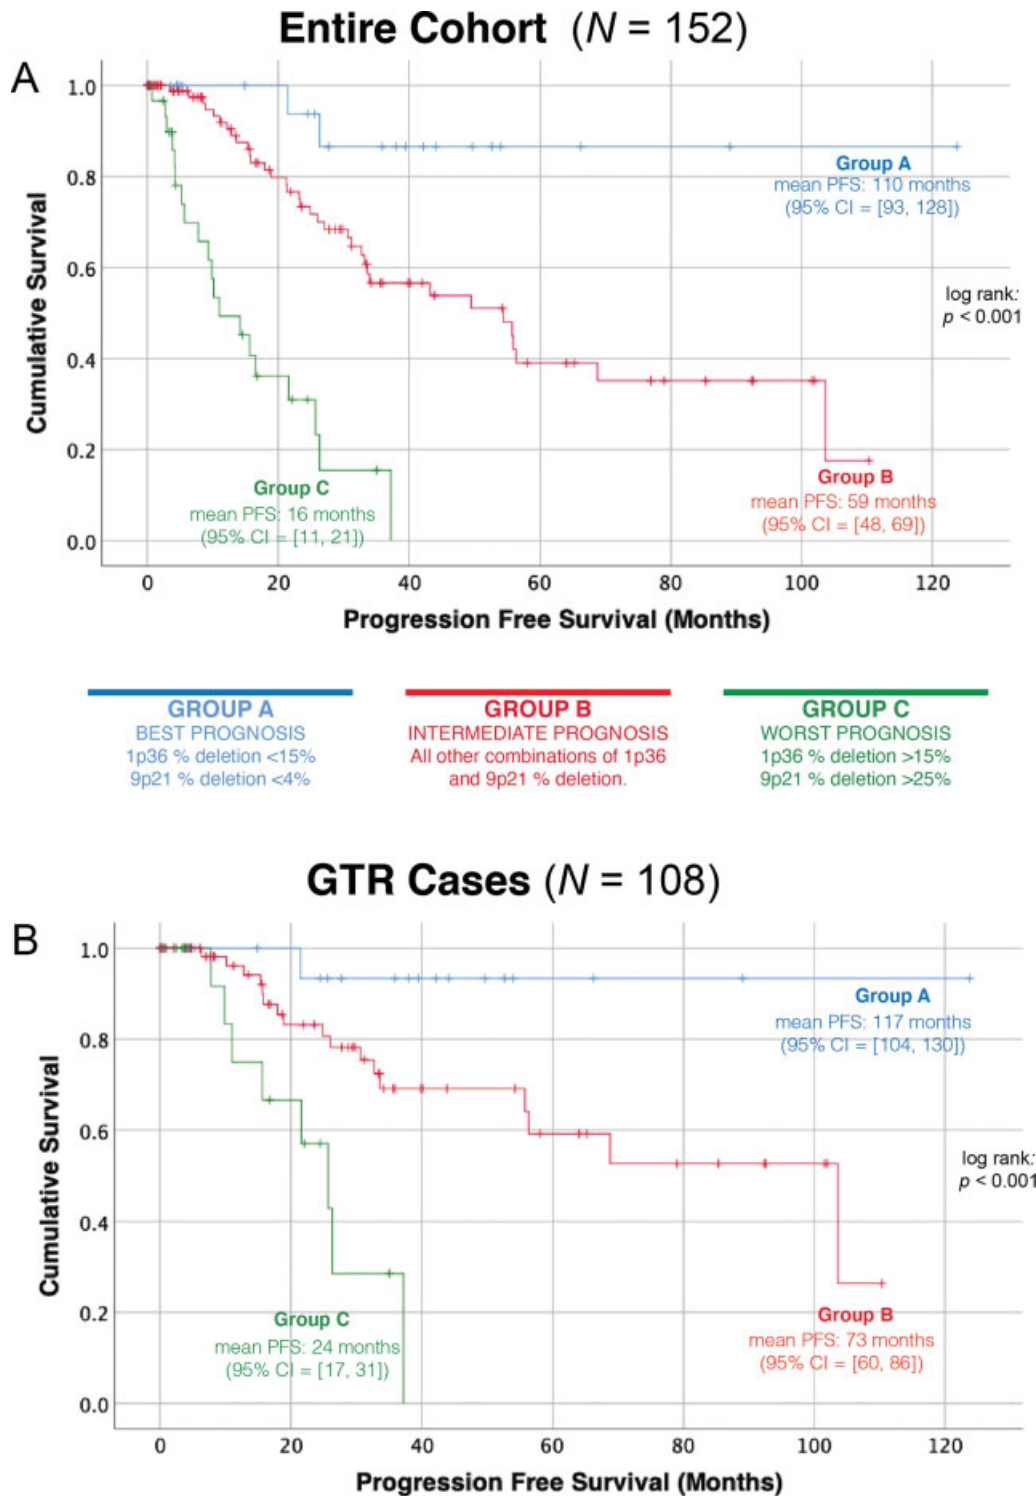 Entire Cohort (N = 152)
A
1.0
0.8
0.6
0.4
0.2
0.0
Cumulative Survival
Group A
mean PFS: 110 months
(95% CI = [93, 128])
log rank:
p < 0.001
Group B
mean PFS: 59 months
(95% CI = [48, 69])
Group C
mean PFS: 16 months
(95% CI = [11, 21])
0 20 40 60 80 100 120
Progression Free Survival (Months)
GROUP A
BEST PROGNOSIS
1p36 % deletion <15%
9p21 % deletion <4%
GROUP B
INTERMEDIATE PROGNOSIS
All other combinations of 1p36
and 9p21 % deletion.
GROUP C
WORST PROGNOSIS
1p36 % deletion >15%
9p21 % deletion >25%
GTR Cases (N = 108)
B
1.0
0.8
0.6
0.4
0.2
0.0
Cumulative Survival
Group A
mean PFS: 117 months
(95% CI = [104, 130])
log rank:
p < 0.001
Group B
mean PFS: 73 months
(95% CI = [60, 86])
Group C
mean PFS: 24 months
(95% CI = [17, 31])
0 20 40 60 80 100 120
Progression Free Survival (Months)